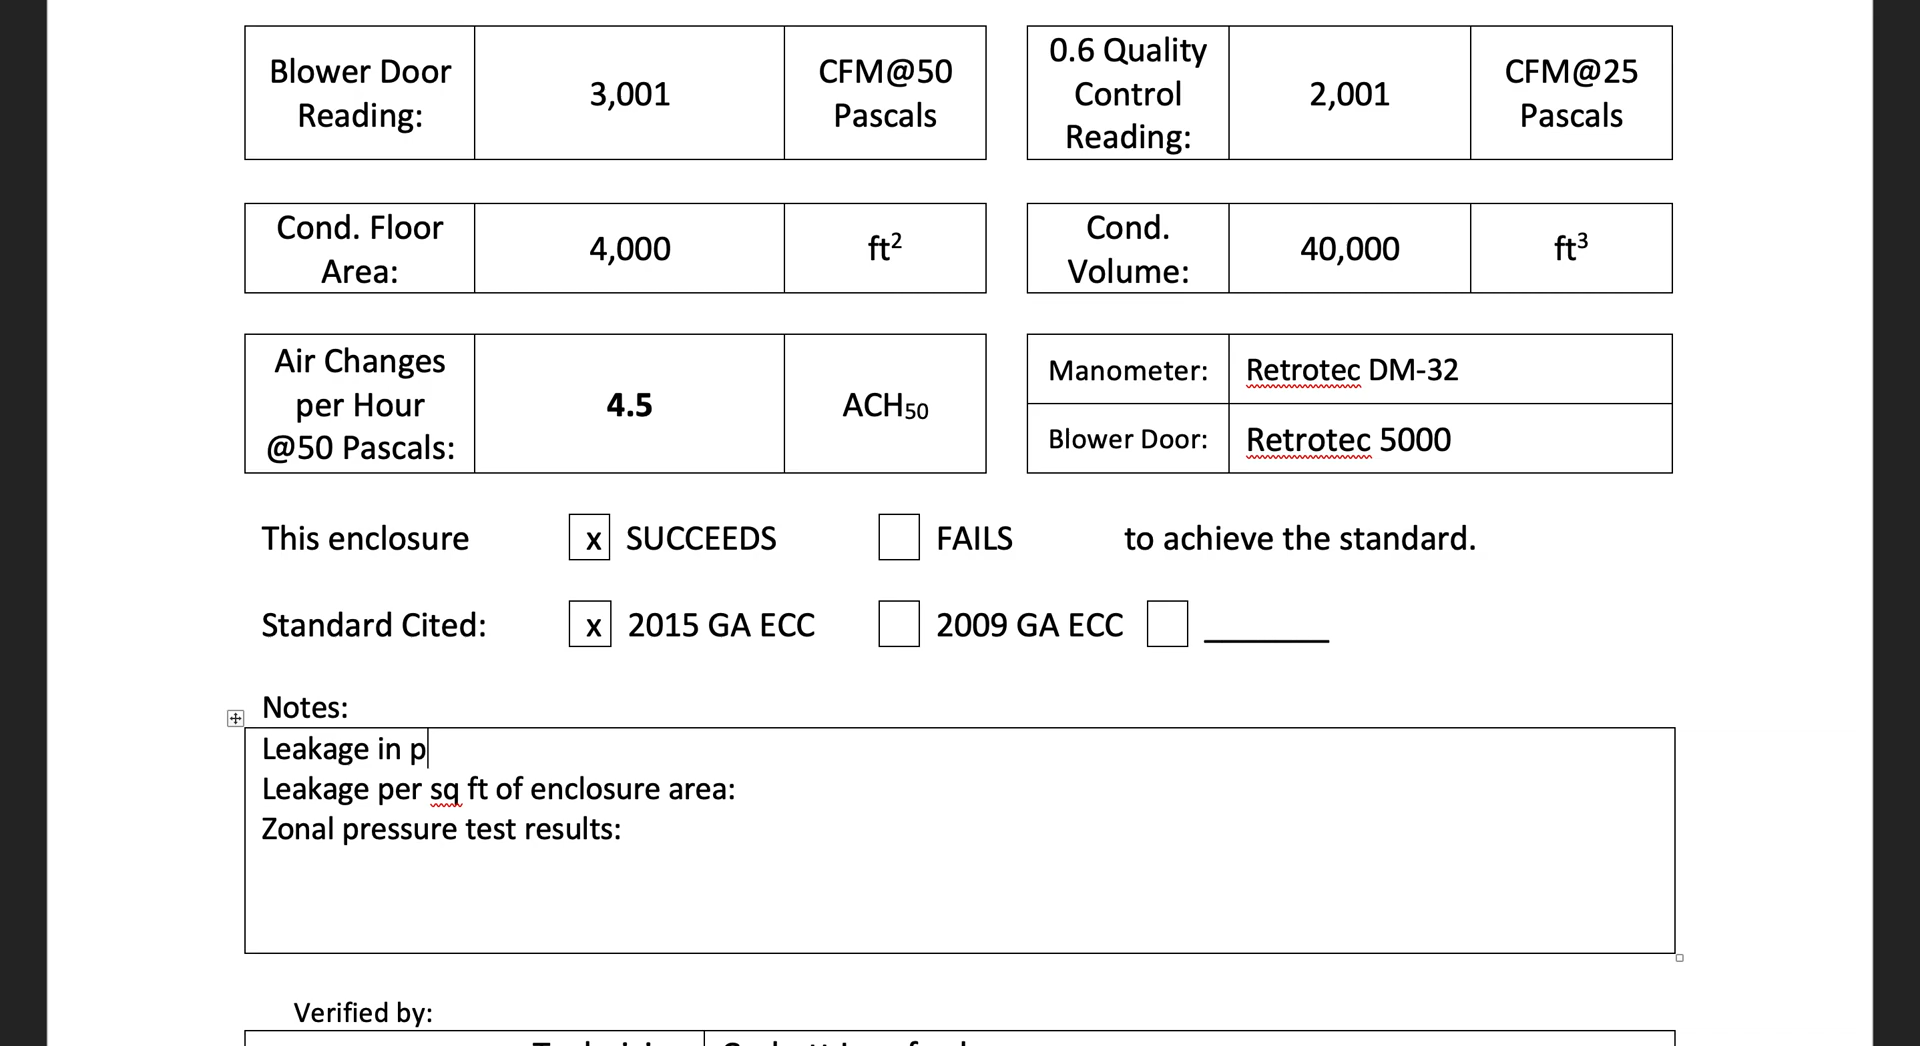 Blower Door
Reading:
3,001
CFM@50
Pascals
0.6 Quality
Control
Reading:
2,001
CFM@25
Pascals
Cond. Floor
Area:
4,000
ft²
Cond.
Volume:
40,000
ft³
Air Changes
per Hour
@50 Pascals:
4.5
ACH₅₀
Manometer:
Retrotec DM-32
Blower Door:
Retrotec 5000
This enclosure x SUCCEEDS FAILS to achieve the standard.
Standard Cited: x 2015 GA ECC 2009 GA ECC
Notes:
Leakage in p
Leakage per sq ft of enclosure area:
Zonal pressure test results:
Verified by: